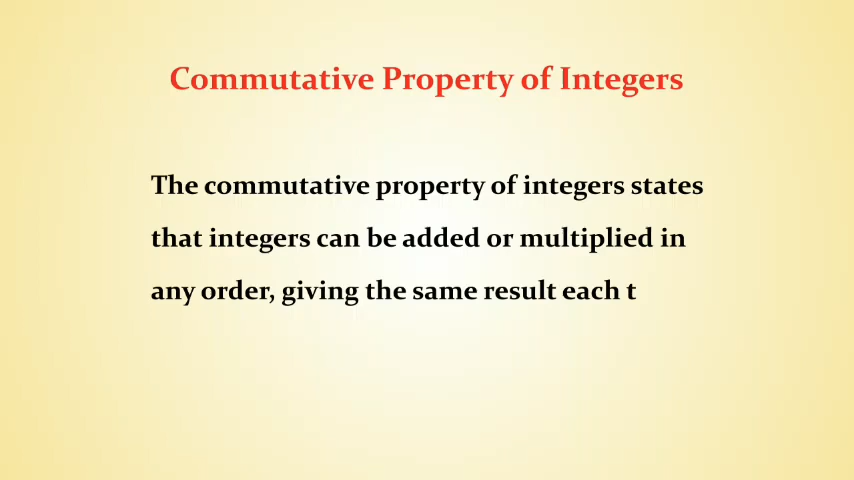 Commutative Property of Integers
The commutative property of integers states
that integers can be added or multiplied in
any order, giving the same result each t